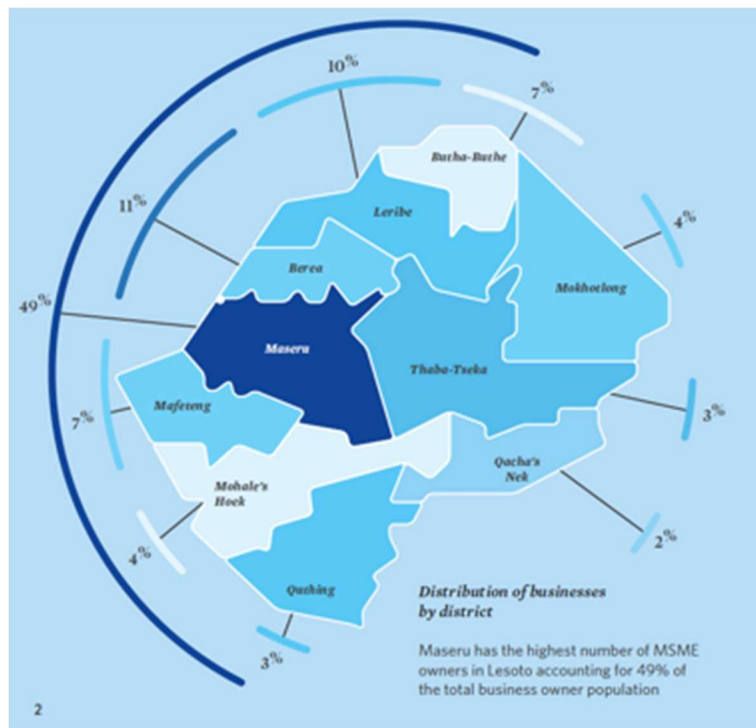 10%
7%
Butha-Buthe
11%
Leribe
4%
Berea
Mokhotlong
49%
Maseru
Thaba-Tseka
Mafeteng
7%
3%
Qacha's
Nek
Mohale's
Hoek
4%
2%
Quthing
Distribution of businesses
by district
3%
Maseru has the highest number of MSME
owners in Lesoto accounting for 49% of
the total business owner population
2